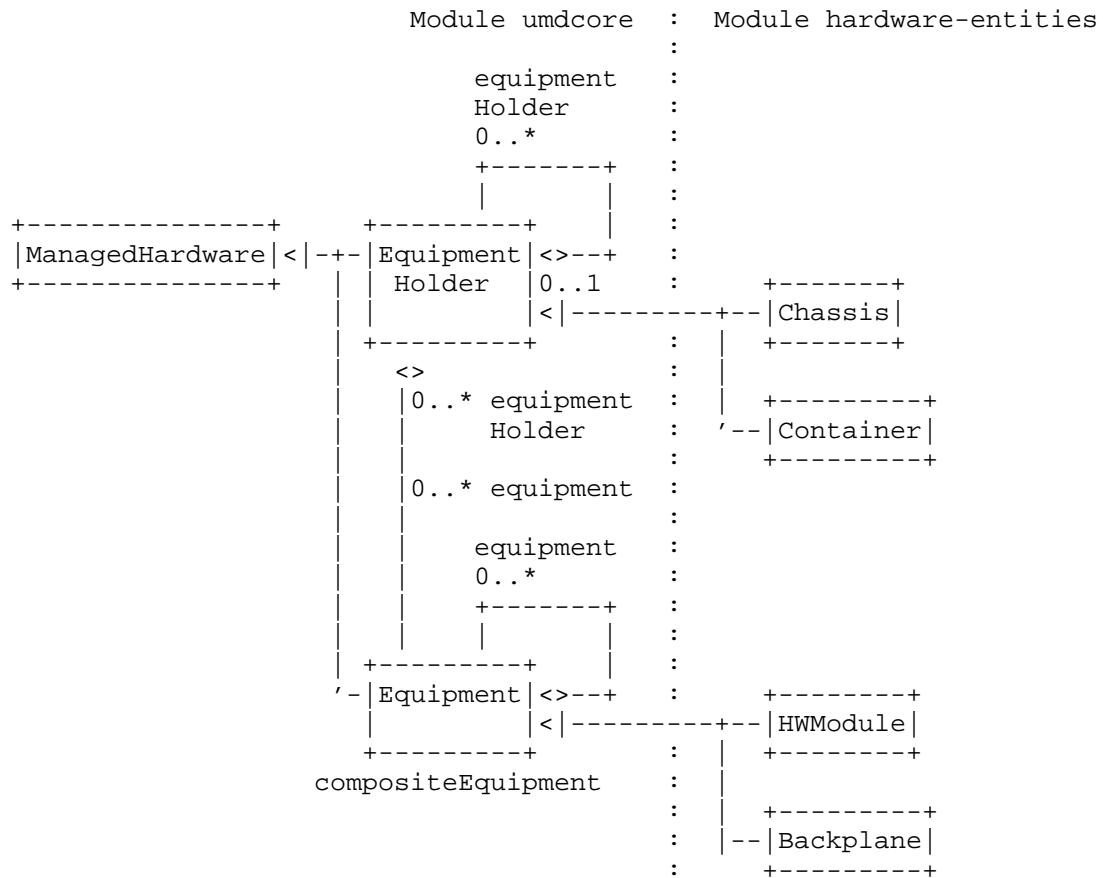 Module umdcore : Module hardware-entities
equipment
Holder
0..*
ManagedHardware Equipment
Holder 0..1
Chassis
0..* equipment
Holder Container
0..* equipment
equipment
0..*
Equipment HWModule
compositeEquipment
Backplane